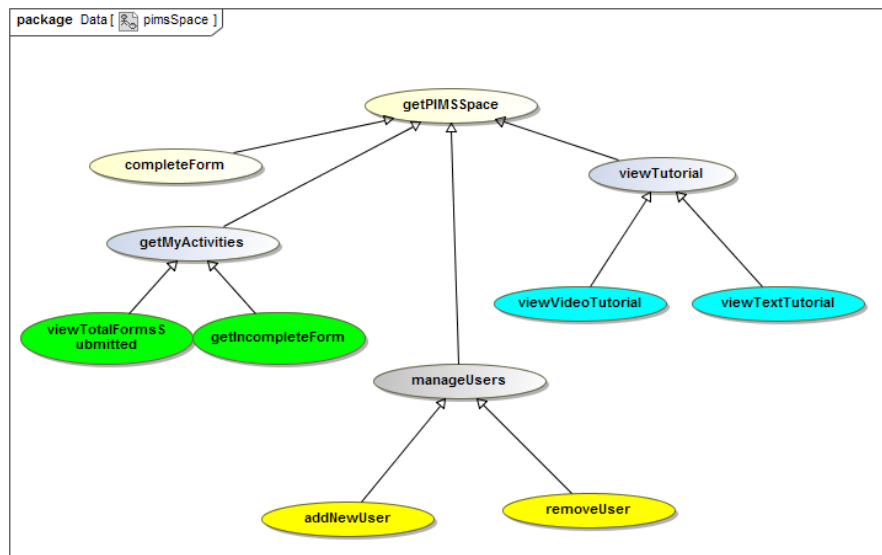 package Data [ pimsSpace ]
getPIMSSpace
completeForm
viewTutorial
getMyActivities
viewVideoTutorial
viewTextTutorial
viewTotalFormsS
ubmitted
getIncompleteForm
manageUsers
addNewUser
removeUser